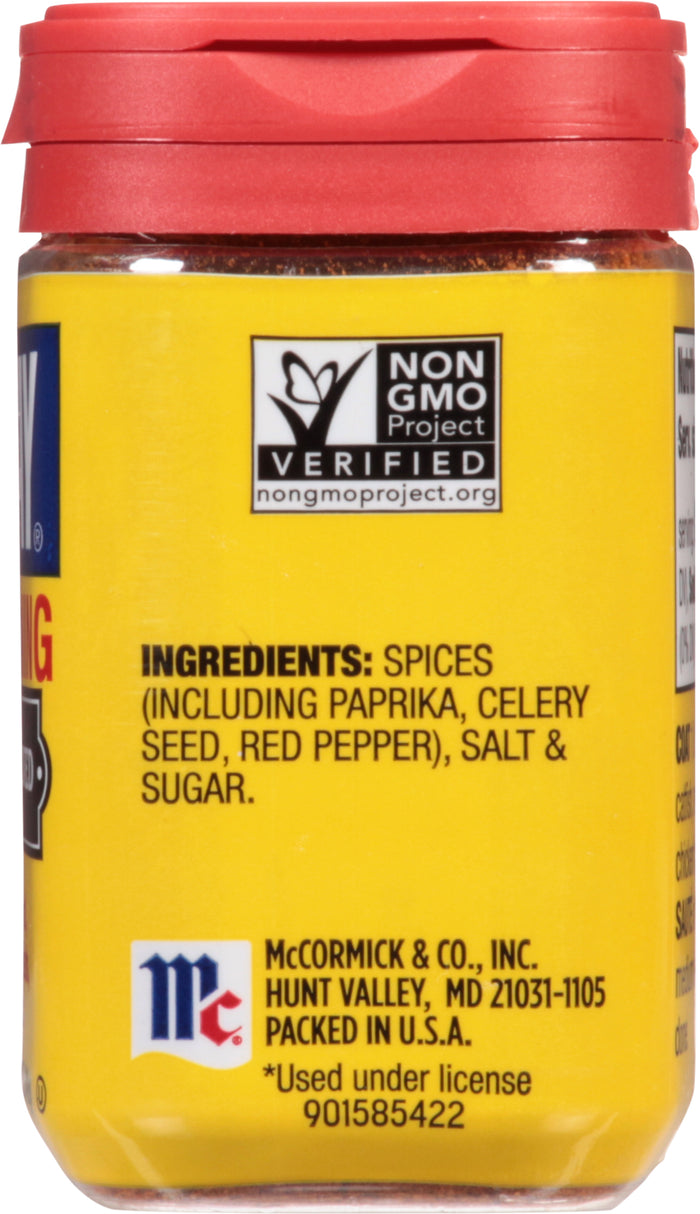 NON
GMO
Project
VERIFIED
nongmoproject.org
INGREDIENTS: SPICES
(INCLUDING PAPRIKA, CELERY
SEED, RED PEPPER), SALT &
SUGAR.
Mc
McCORMICK & CO., INC.
HUNT VALLEY, MD 21031-1105
PACKED IN U.S.A.
*Used under license
901585422